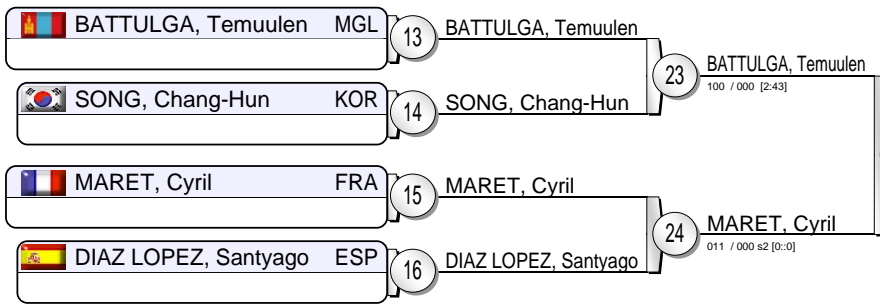 BATTULGA, Temuulen MGL
13
BATTULGA, Temuulen
23
BATTULGA, Temuulen
100 / 000 [2:43]
SONG, Chang-Hun KOR
14
SONG, Chang-Hun
MARET, Cyril FRA
15
MARET, Cyril
24
MARET, Cyril
011 / 000 s2 [0::0]
DIAZ LOPEZ, Santyago ESP
16
DIAZ LOPEZ, Santyago